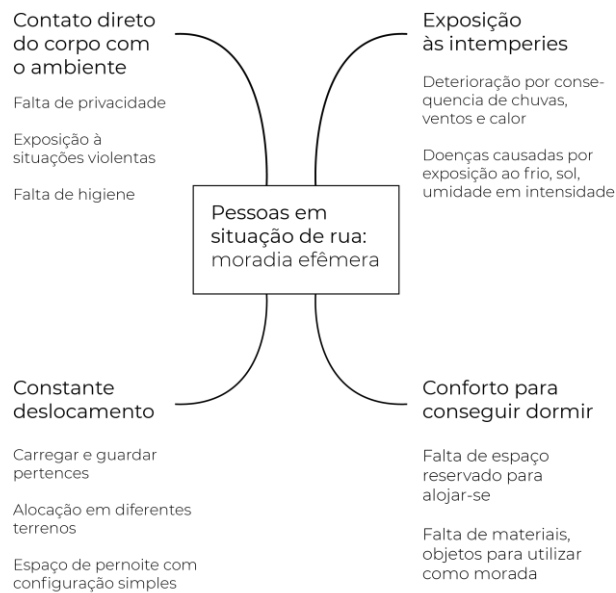 Contato direto
do corpo com
o ambiente
Falta de privacidade
Exposição à
situações violentas
Falta de higiene
Exposição
às intemperies
Deterioração por conse-
quencia de chuvas,
ventos e calor
Doenças causadas por
exposição ao frio, sol,
umidade em intensidade
Pessoas em
situação de rua:
moradia efêmera
Constante
deslocamento
Carregar e guardar
pertences
Alocação em diferentes
terrenos
Espaço de pernoite com
configuração simples
Conforto para
conseguir dormir
Falta de espaço
reservado para
alojar-se
Falta de materiais,
objetos para utilizar
como morada